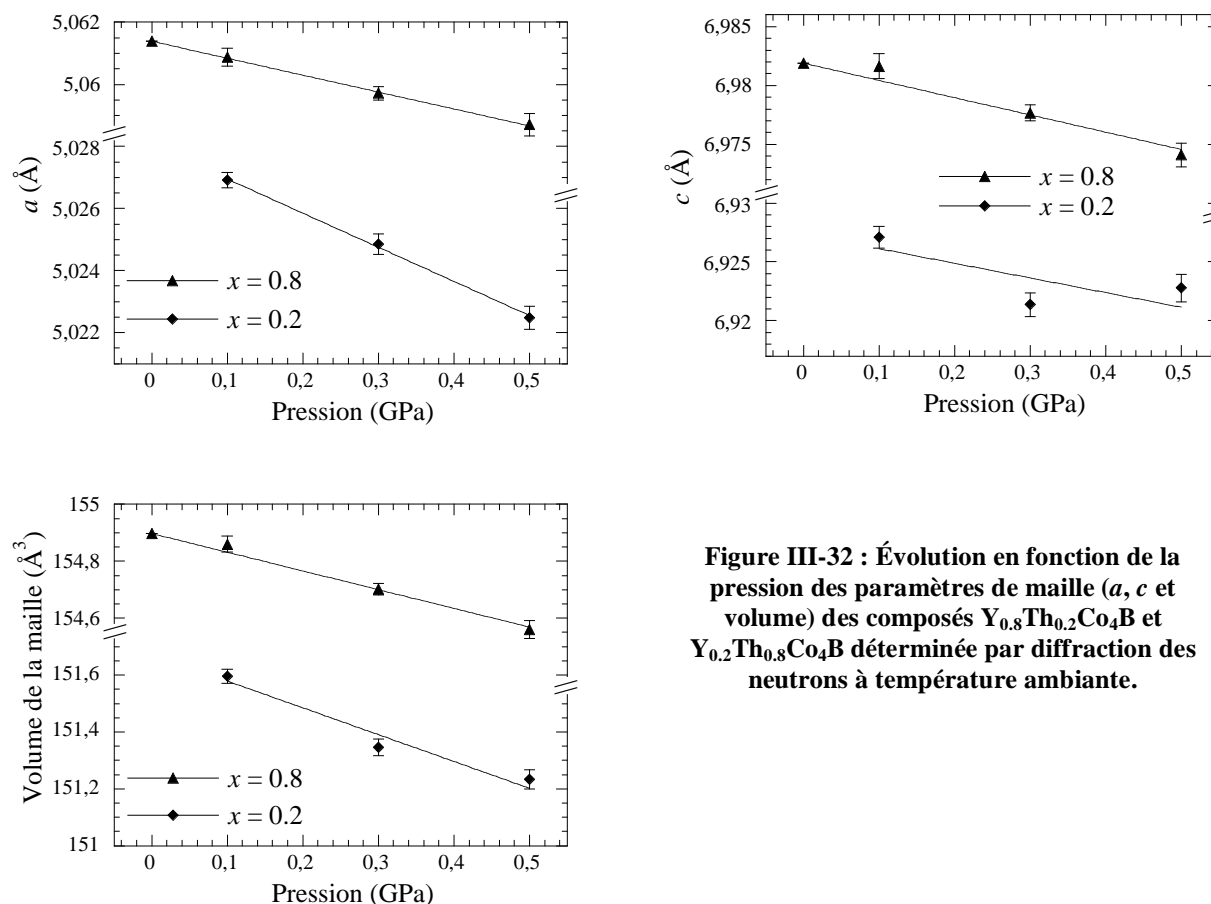 5,062
5,06
5,028
5,026
5,024
5,022
a (Å)
x = 0.8
x = 0.2
0 0,1 0,2 0,3 0,4 0,5
Pression (GPa)
6,985
6,98
6,975
6,93
6,925
6,92
c (Å)
x = 0.8
x = 0.2
0 0,1 0,2 0,3 0,4 0,5
Pression (GPa)
155
154,8
154,6
151,6
151,4
151,2
151
Volume de la maille (Å³)
x = 0.8
x = 0.2
0 0,1 0,2 0,3 0,4 0,5
Pression (GPa)
Figure III-32 : Évolution en fonction de la
pression des paramètres de maille (a, c et
volume) des composés Y₀.₈Th₀.₂Co₄B et
Y₀.₂Th₀.₈Co₄B déterminée par diffraction des
neutrons à température ambiante.